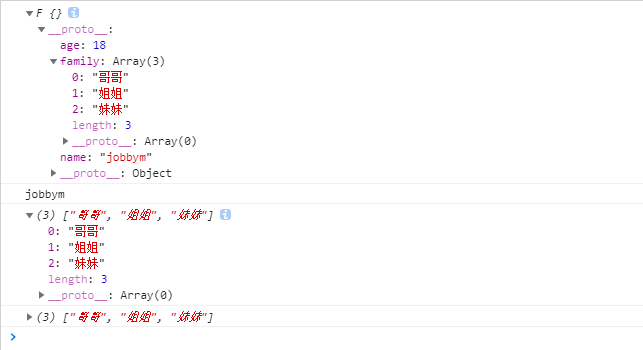 F {} i
__proto__:
age: 18
family: Array(3)
0: "哥哥"
1: "姐姐"
2: "妹妹"
length: 3
__proto__: Array(0)
name: "jobbym"
__proto__: Object
jobbym
(3) ["哥哥", "姐姐", "妹妹"] i
0: "哥哥"
1: "姐姐"
2: "妹妹"
length: 3
__proto__: Array(0)
(3) ["哥哥", "姐姐", "妹妹"]